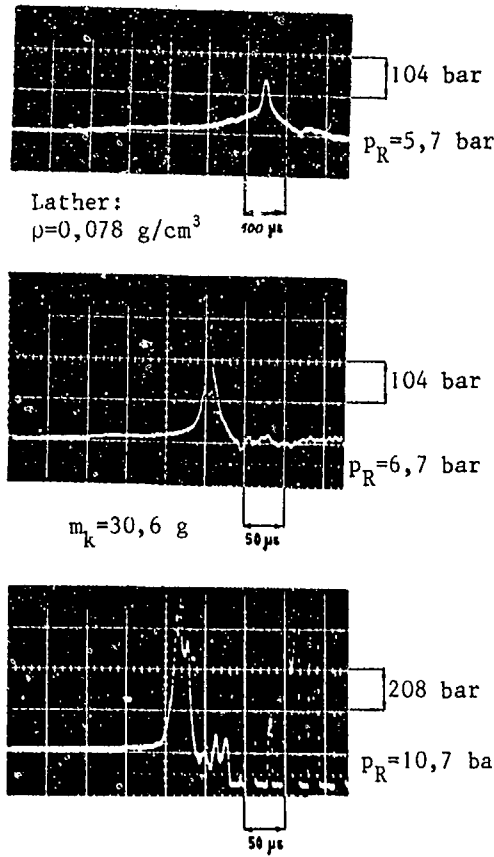 104 bar
p_R=5,7 bar
Lather:
ρ=0,078 g/cm³
100 µs
104 bar
p_R=6,7 bar
m_k=30,6 g
50 µs
208 bar
p_R=10,7 ba
50 µs